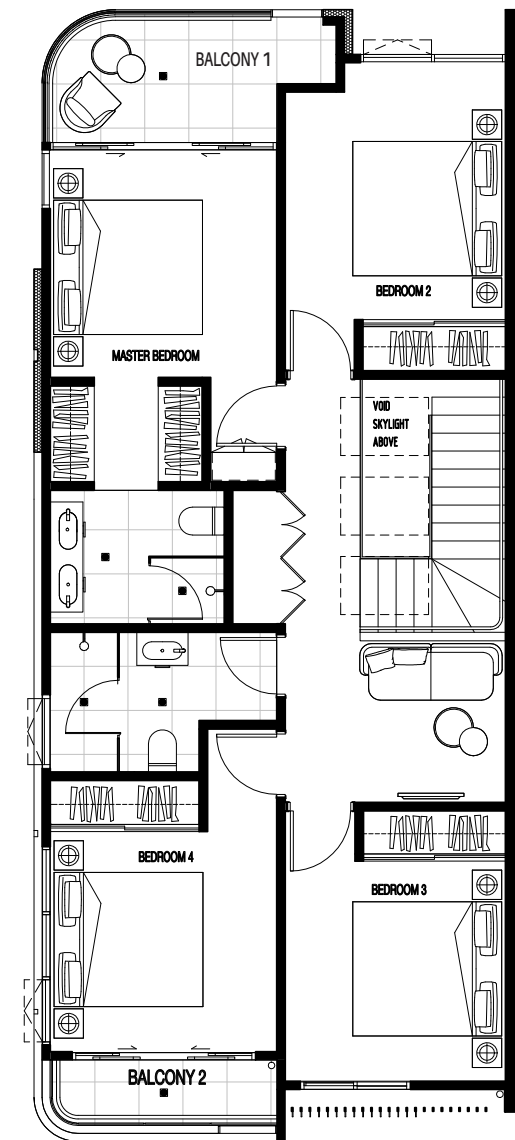 BALCONY 1
BEDROOM 2
MASTER BEDROOM
VOID
SKYLIGHT
ABOVE
BEDROOM 4
BEDROOM 3
BALCONY 2